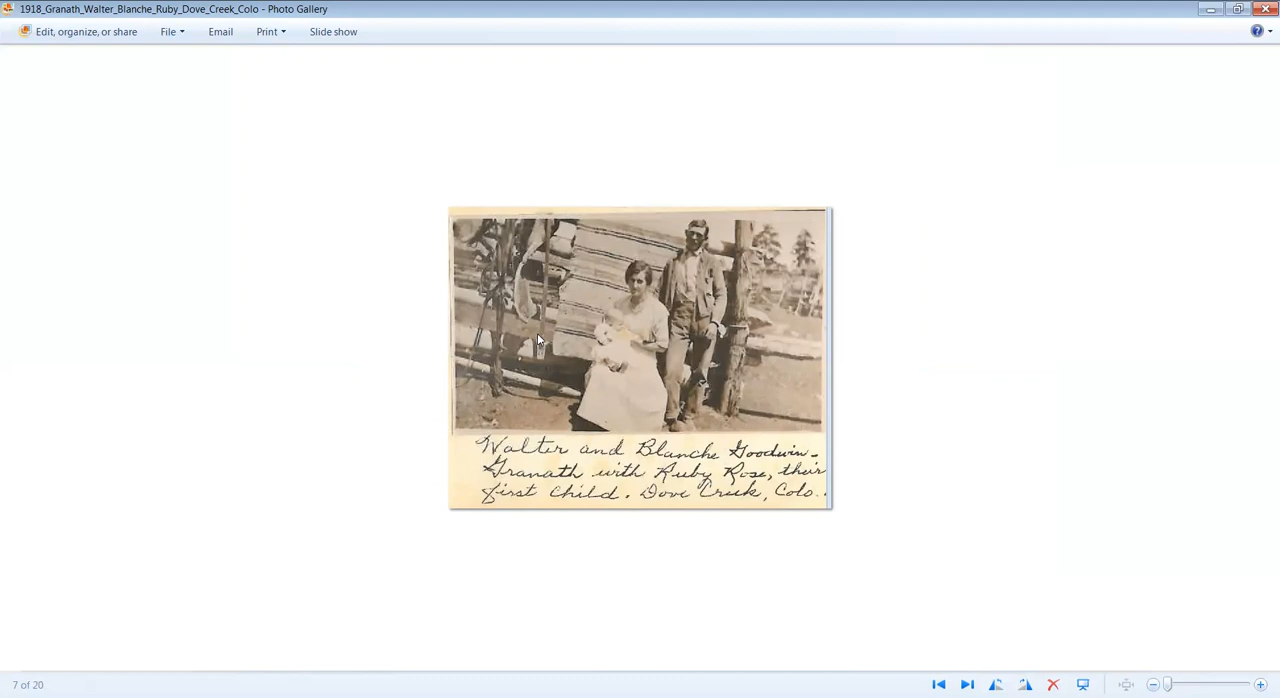 1918_Granath_Walter_Blanche_Ruby_Dove_Creek_Colo - Photo Gallery
Edit, organize, or share File Email Print Slide show
Walter and Blanche Goodwin-
Granath with Ruby Rose, their
first child. Dove Creek, Colo.
7 of 20